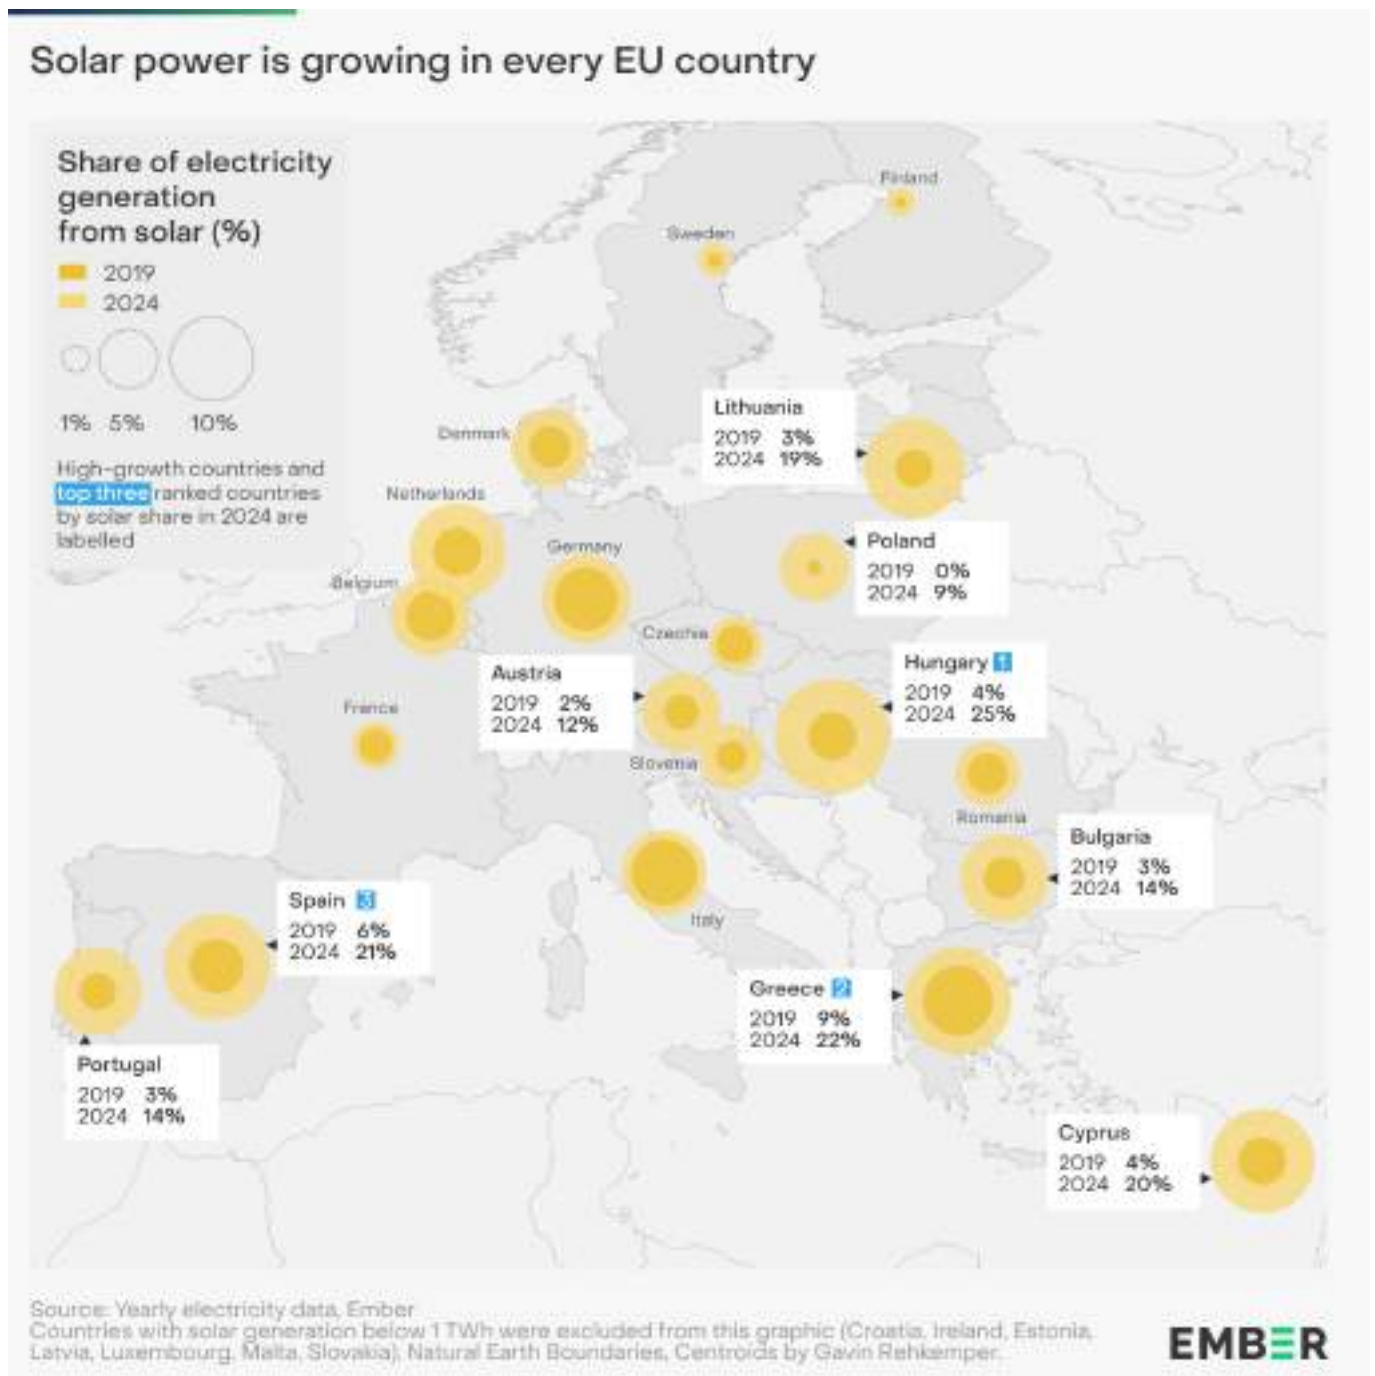 Solar power is growing in every EU country
Share of electricity
generation
from solar (%)
2019
2024
1% 5% 10%
High-growth countries and
top three ranked countries
by solar share in 2024 are
labelled
Finland
Sweden
Denmark
Lithuania
2019 3%
2024 19%
Netherlands
Germany
Poland
2019 0%
2024 9%
Belgium
Czechia
Hungary 1
2019 4%
2024 25%
Austria
2019 2%
2024 12%
France
Slovenia
Romania
Bulgaria
2019 3%
2024 14%
Spain 3
2019 6%
2024 21%
Italy
Greece 2
2019 9%
2024 22%
Portugal
2019 3%
2024 14%
Cyprus
2019 4%
2024 20%
Source: Yearly electricity data, Ember
Countries with solar generation below 1 TWh were excluded from this graphic (Croatia, Ireland, Estonia,
Latvia, Luxembourg, Malta, Slovakia); Natural Earth Boundaries, Centroids by Gavin Rehkemper.
EMBER